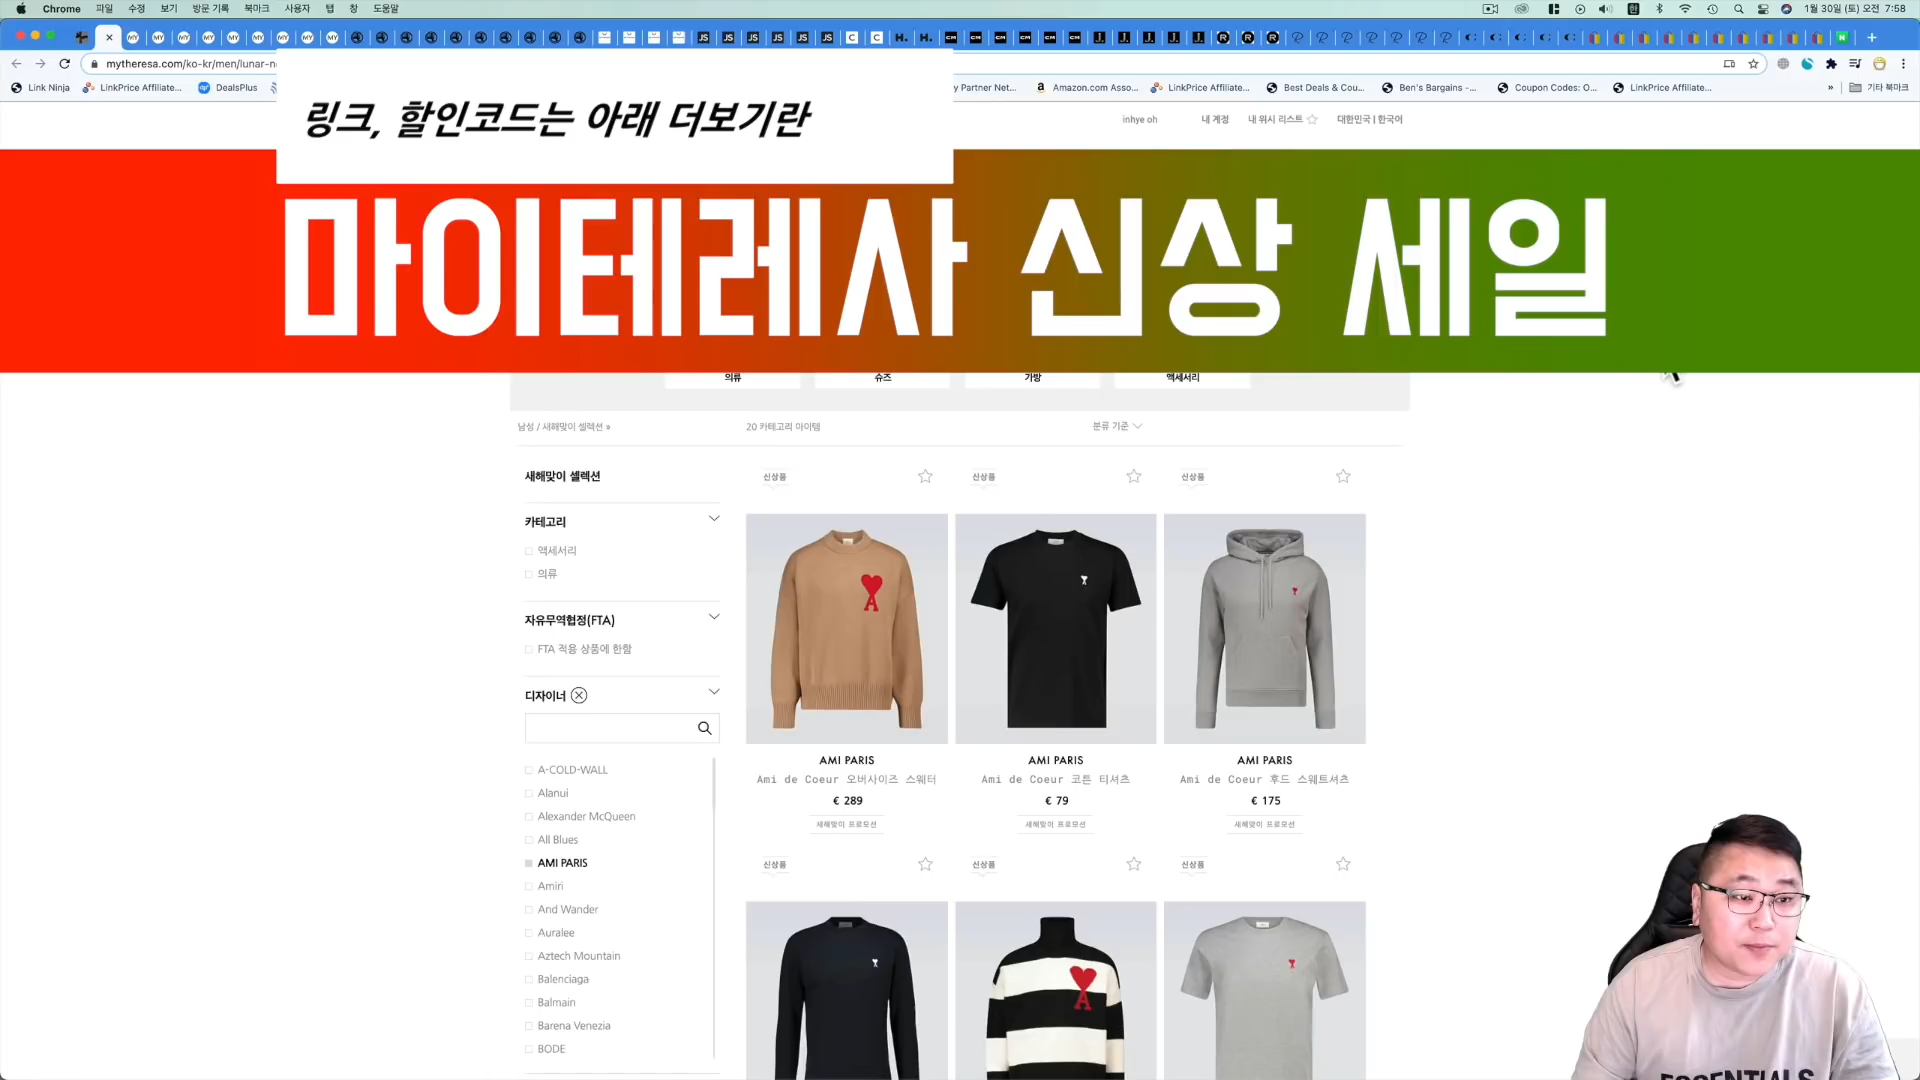 Chrome 파일 수정 보기 방문 기록 북마크 사용자 탭 창 도움말
1월 30일 (토) 오전 7:58
mytheresa.com/ko-kr/men/lunar-n
Link Ninja LinkPrice Affiliate... DealsPlus y Partner Net... Amazon.com Asso... LinkPrice Affiliate... Best Deals & Cou... Ben's Bargains -... Coupon Codes: O... LinkPrice Affiliate... » 기타 북마크
링크, 할인코드는 아래 더보기란
inhye oh 내 계정 내 위시 리스트 대한민국 | 한국어
마이테레사 신상 세일
의류 슈즈 가방 액세서리
남성 / 새해맞이 셀렉션 » 20 카테고리 아이템 분류 기준
새해맞이 셀렉션
카테고리
액세서리
의류
자유무역협정(FTA)
FTA 적용 상품에 한함
디자이너
A-COLD-WALL
Alanui
Alexander McQueen
All Blues
AMI PARIS
Amiri
And Wander
Auralee
Aztech Mountain
Balenciaga
Balmain
Barena Venezia
BODE
신상품 신상품 신상품
AMI PARIS AMI PARIS AMI PARIS
Ami de Coeur 오버사이즈 스웨터 Ami de Coeur 코튼 티셔츠 Ami de Coeur 후드 스웨트셔츠
€ 289 € 79 € 175
새해맞이 프로모션 새해맞이 프로모션 새해맞이 프로모션
신상품 신상품 신상품
ESSENTIALS